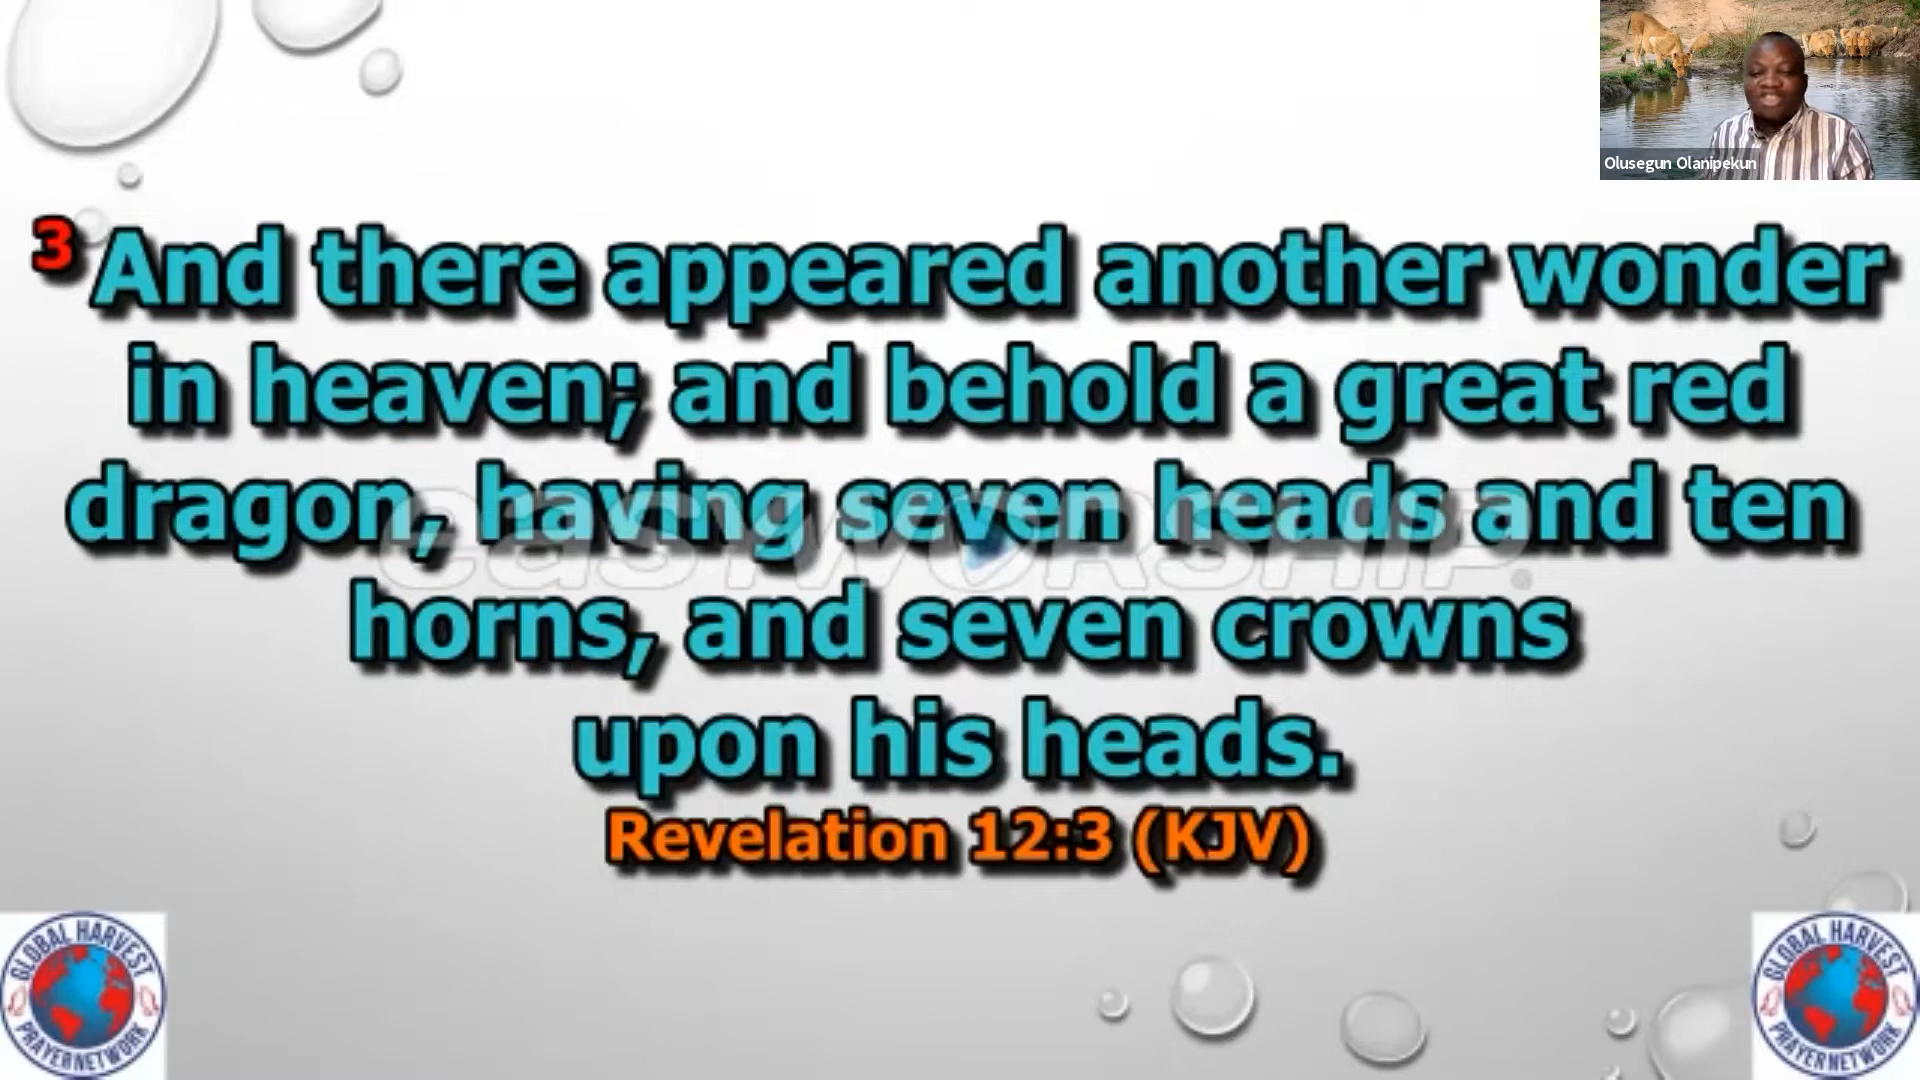 Olusegun Olanipekun
3 And there appeared another wonder
in heaven; and behold a great red
dragon, having seven heads and ten
horns, and seven crowns
upon his heads.
Revelation 12:3 (KJV)
easyworship
GLOBAL HARVEST
PRAYER NETWORK
GLOBAL HARVEST
PRAYER NETWORK